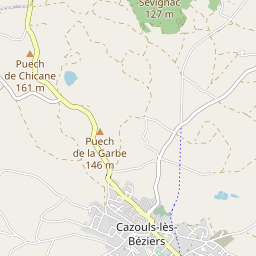 Sévignac
127 m
Puech
de Chicane
161 m
Puech
de la Garbe
146 m
Cazouls-lès-
Béziers